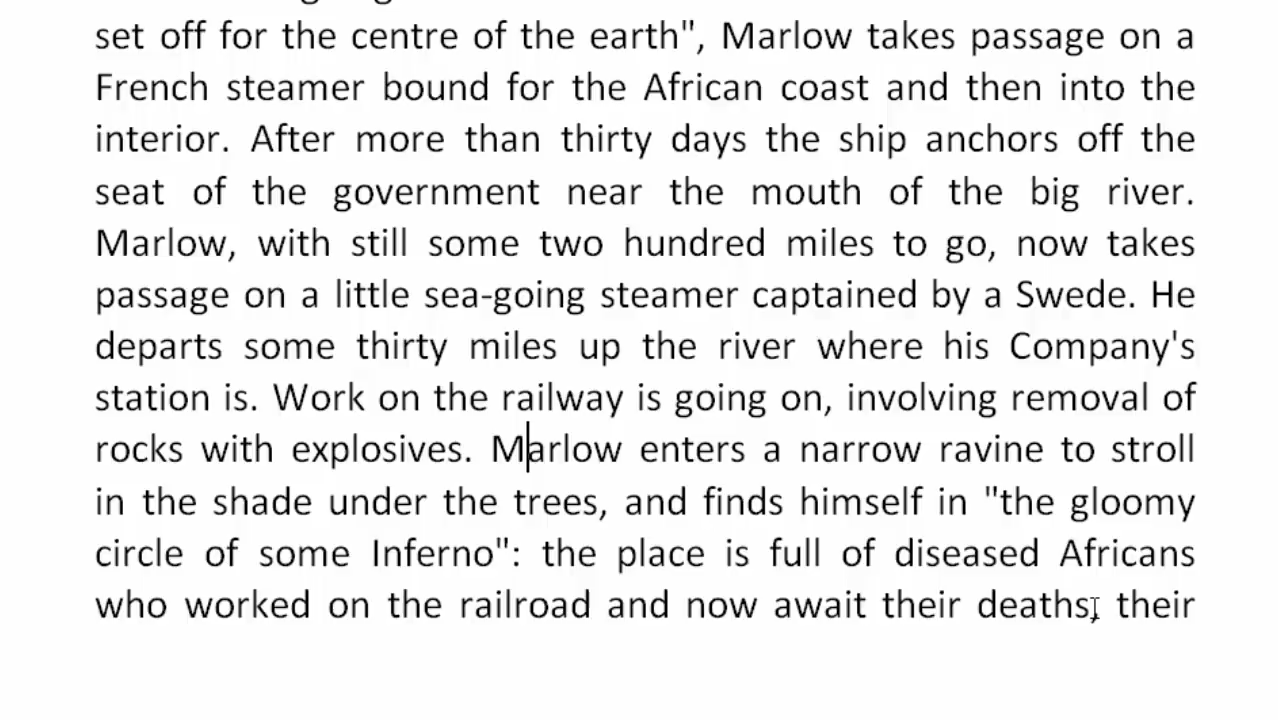 set off for the centre of the earth", Marlow takes passage on a
French steamer bound for the African coast and then into the
interior. After more than thirty days the ship anchors off the
seat of the government near the mouth of the big river.
Marlow, with still some two hundred miles to go, now takes
passage on a little sea-going steamer captained by a Swede. He
departs some thirty miles up the river where his Company's
station is. Work on the railway is going on, involving removal of
rocks with explosives. Marlow enters a narrow ravine to stroll
in the shade under the trees, and finds himself in "the gloomy
circle of some Inferno": the place is full of diseased Africans
who worked on the railroad and now await their deaths, their